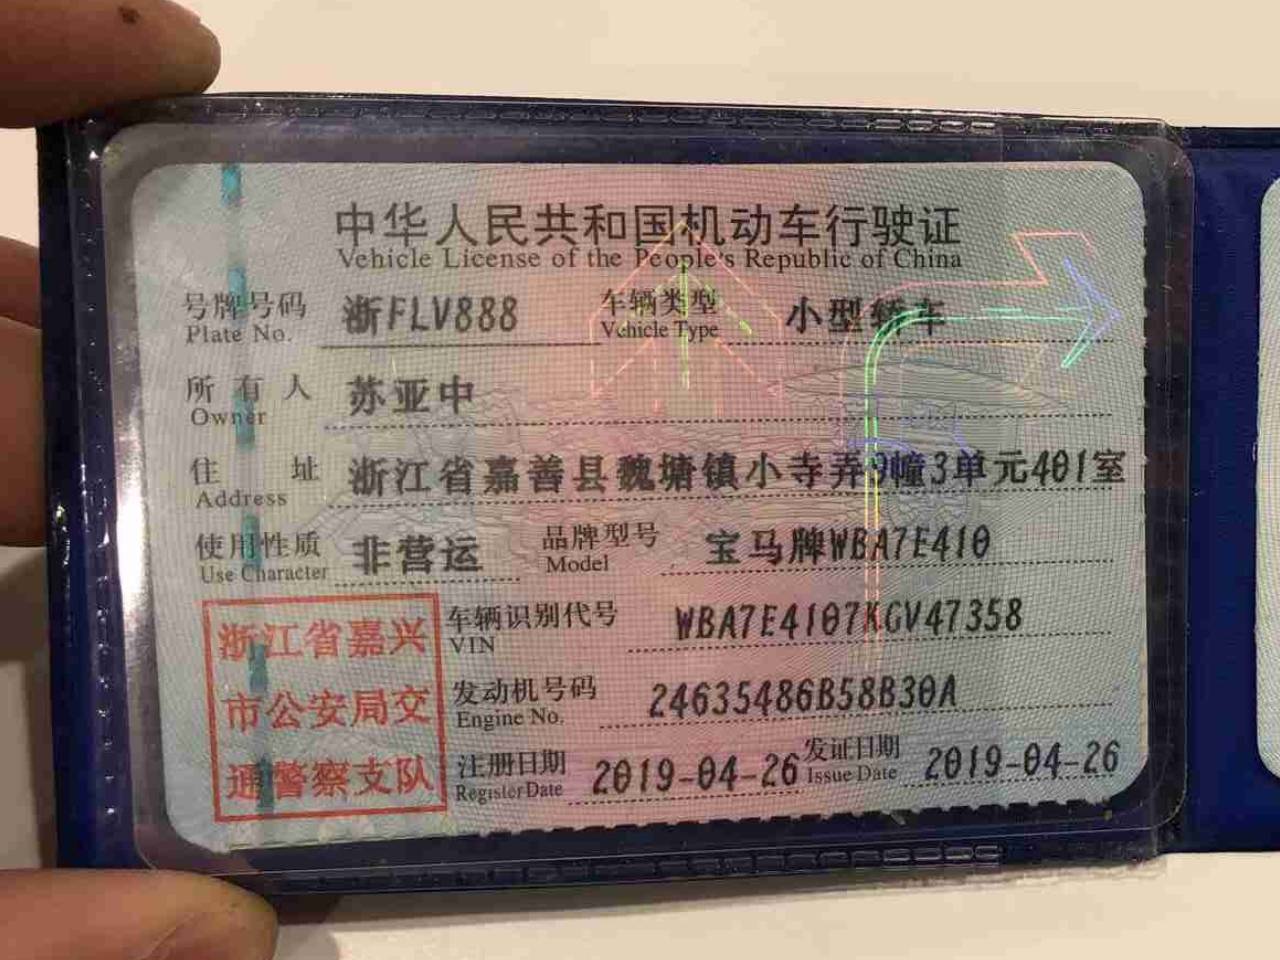 中华人民共和国机动车行驶证
Vehicle License of the People's Republic of China
号牌号码 浙FLV888 车辆类型 小型轿车
Plate No. Vehicle Type
所有人 苏亚中
Owner
住址 浙江省嘉善县魏塘镇小寺弄9幢3单元401室
Address
使用性质 非营运 品牌型号 宝马牌WBA7E410
Use Character Model
浙江省嘉兴
市公安局交
通警察支队
车辆识别代号 WBA7E4107KGV47358
VIN
发动机号码 24635486B58B30A
Engine No.
注册日期 2019-04-26 发证日期 2019-04-26
Register Date Issue Date